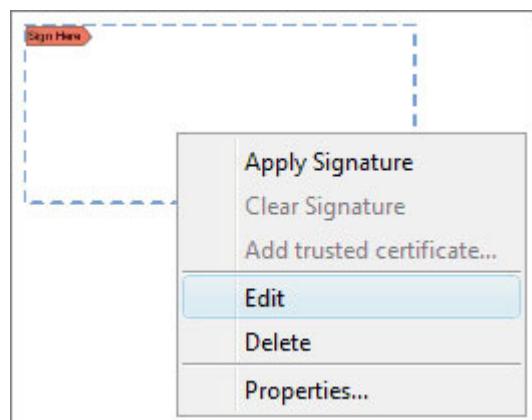 Sign Here
Apply Signature
Clear Signature
Add trusted certificate...
Edit
Delete
Properties...